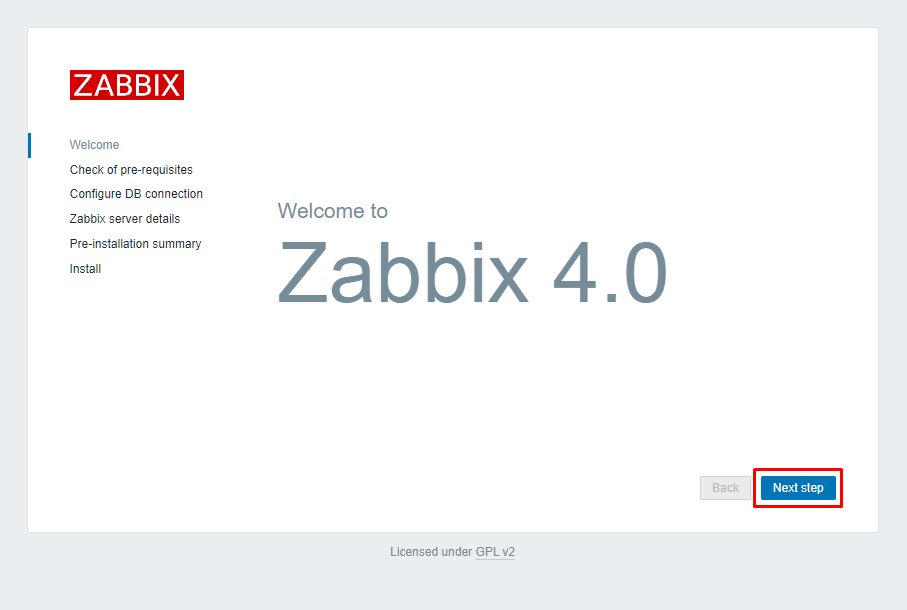 ZABBIX
Welcome
Check of pre-requisites
Configure DB connection
Zabbix server details
Pre-installation summary
Install
Welcome to
Zabbix 4.0
Back
Next step
Licensed under GPL v2